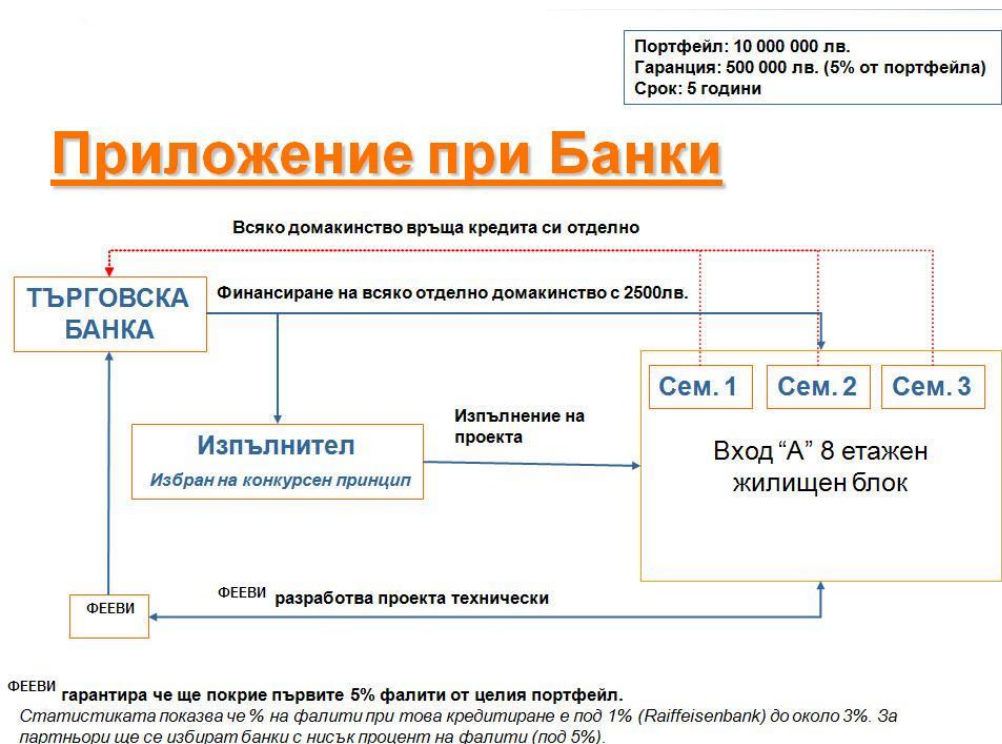 Портфейл: 10 000 000 лв.
Гаранция: 500 000 лв. (5% от портфейла)
Срок: 5 години
Приложение при Банки
Всяко домакинство връща кредита си отделно
ТЪРГОВСКА
БАНКА
Финансиране на всяко отделно домакинство с 2500лв.
Сем. 1
Сем. 2
Сем. 3
Изпълнител
Избран на конкурсен принцип
Изпълнение на
проекта
Вход “А” 8 етажен
жилищен блок
ФЕЕВИ
ФЕЕВИ разработва проекта технически
ФЕЕВИ гарантира че ще покрие първите 5% фалити от целия портфейл.
Статистиката показва че % на фалити при това кредитиране е под 1% (Raiffeisenbank) до около 3%. За
партньори ще се избират банки с нисък процент на фалити (под 5%).